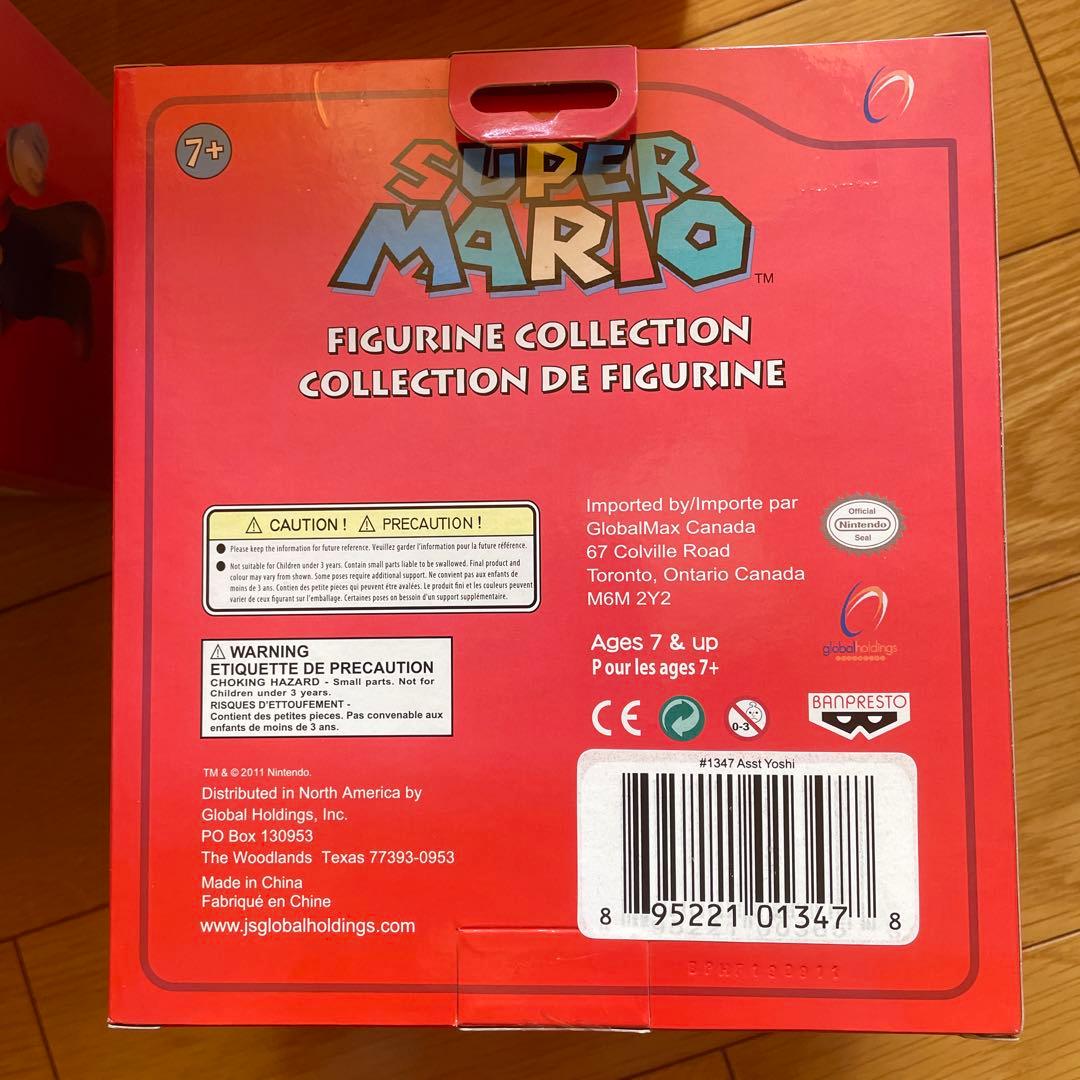 7+
SUPER
MARIO
TM
FIGURINE COLLECTION
COLLECTION DE FIGURINE
⚠ CAUTION ! ⚠ PRECAUTION !
● Please keep the information for future reference. Veuillez garder l'information pour la future référence.
● Not suitable for Children under 3 years. Contain small parts liable to be swallowed. Final product and
colour may vary from shown. Some poses require additional support. Ne convient pas aux enfants de
moins de 3 ans. Contien des petite pieces qui peuvent être avalées. Le produit fini et les couleurs peuvent
varier de ceux figurant sur l'emballage. Certaines poses on besoin d'un support supplémentaire.
⚠ WARNING
ETIQUETTE DE PRECAUTION
CHOKING HAZARD - Small parts. Not for
Children under 3 years.
RISQUES D'ETTOUFEMENT -
Contient des petites pieces. Pas convenable aux
enfants de moins de 3 ans.
TM & © 2011 Nintendo.
Distributed in North America by
Global Holdings, Inc.
PO Box 130953
The Woodlands Texas 77393-0953
Made in China
Fabriqué en Chine
www.jsglobalholdings.com
Imported by/Importe par
GlobalMax Canada
67 Colville Road
Toronto, Ontario Canada
M6M 2Y2
Official
Nintendo
Seal
globalholdings
Ages 7 & up
P our les ages 7+
CE
0-3
BANPRESTO
#1347 Asst Yoshi
8 95221 01347 8